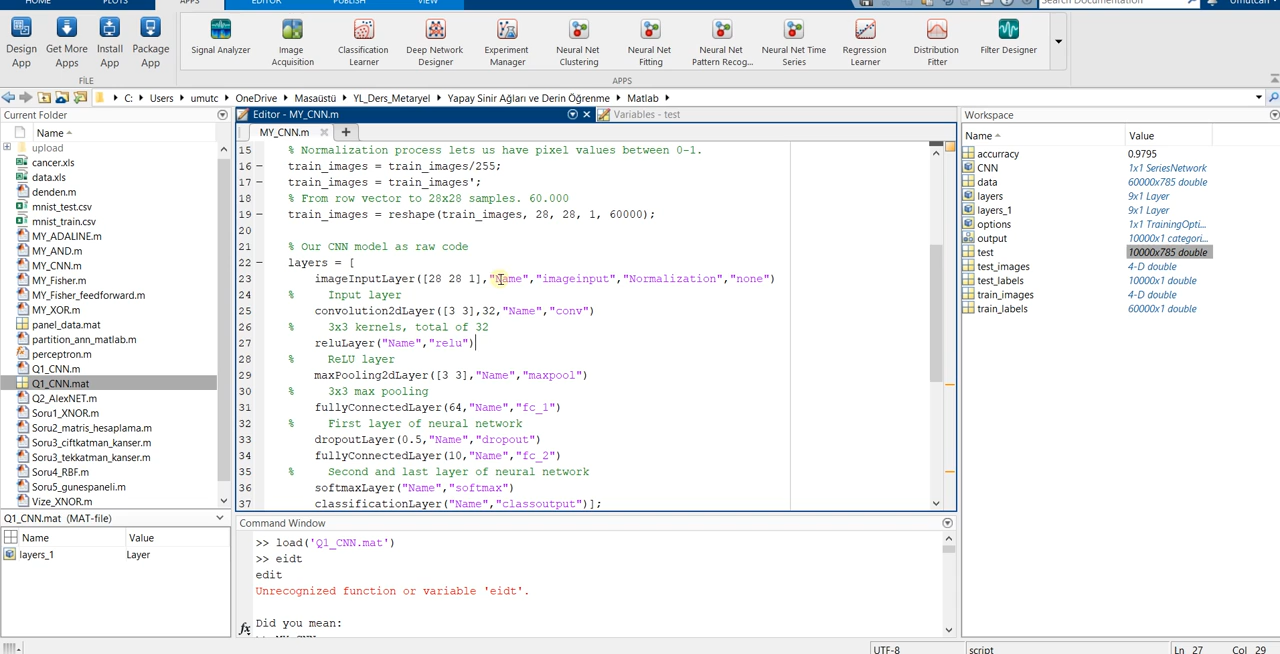 HOME PLOTS APPS EDITOR PUBLISH VIEW Search Documentation Umutcan
Design App
Get More Apps
Install App
Package App
Signal Analyzer
Image Acquisition
Classification Learner
Deep Network Designer
Experiment Manager
Neural Net Clustering
Neural Net Fitting
Neural Net Pattern Recog...
Neural Net Time Series
Regression Learner
Distribution Fitter
Filter Designer
FILE APPS
C: Users umutc OneDrive Masaüstü YL_Ders_Metaryel Yapay Sinir Ağları ve Derin Öğrenme Matlab
Current Folder
Name
upload
cancer.xls
data.xls
denden.m
mnist_test.csv
mnist_train.csv
MY_ADALINE.m
MY_AND.m
MY_CNN.m
MY_Fisher.m
MY_Fisher_feedforward.m
MY_XOR.m
panel_data.mat
partition_ann_matlab.m
perceptron.m
Q1_CNN.m
Q1_CNN.mat
Q2_AlexNET.m
Soru1_XNOR.m
Soru2_matris_hesaplama.m
Soru3_ciftkatman_kanser.m
Soru3_tekkatman_kanser.m
Soru4_RBF.m
Soru5_gunespaneli.m
Vize_XNOR.m
Q1_CNN.mat (MAT-file)
Name Value
layers_1 Layer
Editor - MY_CNN.m Variables - test
MY_CNN.m
15 % Normalization process lets us have pixel values between 0-1.
16 – train_images = train_images/255;
17 – train_images = train_images';
18 % From row vector to 28x28 samples. 60.000
19 – train_images = reshape(train_images, 28, 28, 1, 60000);
20
21 % Our CNN model as raw code
22 – layers = [
23 imageInputLayer([28 28 1],"Name","imageinput","Normalization","none")
24 % Input layer
25 convolution2dLayer([3 3],32,"Name","conv")
26 % 3x3 kernels, total of 32
27 reluLayer("Name","relu")
28 % ReLU layer
29 maxPooling2dLayer([3 3],"Name","maxpool")
30 % 3x3 max pooling
31 fullyConnectedLayer(64,"Name","fc_1")
32 % First layer of neural network
33 dropoutLayer(0.5,"Name","dropout")
34 fullyConnectedLayer(10,"Name","fc_2")
35 % Second and last layer of neural network
36 softmaxLayer("Name","softmax")
37 classificationLayer("Name","classoutput")];
Command Window
>> load('Q1_CNN.mat')
>> eidt
edit
Unrecognized function or variable 'eidt'.
Did you mean:
>> MY_CNN
fx
Workspace
Name Value
accurracy 0.9795
CNN 1x1 SeriesNetwork
data 60000x785 double
layers 9x1 Layer
layers_1 9x1 Layer
options 1x1 TrainingOpti...
output 10000x1 categori...
test 10000x785 double
test_images 4-D double
test_labels 10000x1 double
train_images 4-D double
train_labels 60000x1 double
UTF-8 script Ln 27 Col 29